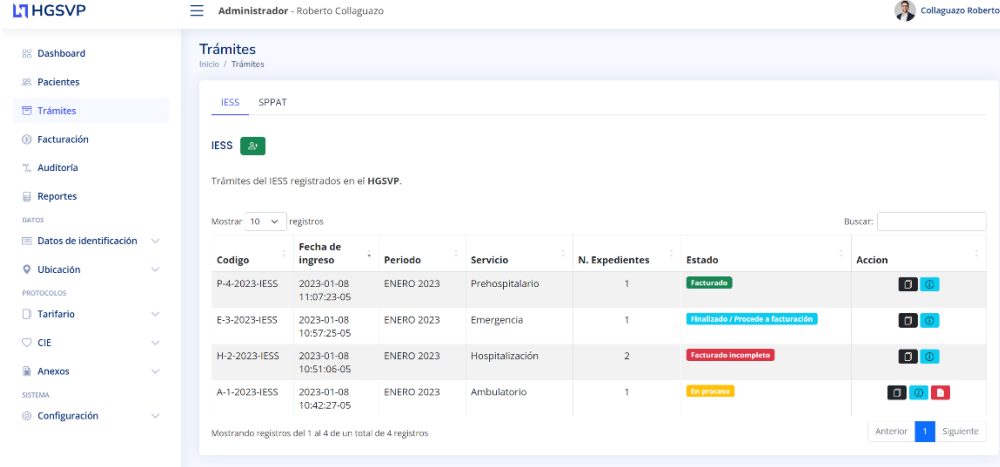 HGSVP
Administrador - Roberto Collaguazo
Collaguazo Roberto
Dashboard
Pacientes
Trámites
Facturación
Auditoría
Reportes
DATOS
Datos de identificación
Ubicación
PROTOCOLOS
Tarifario
CIE
Anexos
SISTEMA
Configuración
Trámites
Inicio / Trámites
IESS SPPAT
IESS
Trámites del IESS registrados en el HGSVP.
Mostrar 10 registros
Buscar:
Codigo Fecha de ingreso Periodo Servicio N. Expedientes Estado Accion
P-4-2023-IESS 2023-01-08 11:07:23-05 ENERO 2023 Prehospitalario 1 Facturado
E-3-2023-IESS 2023-01-08 10:57:25-05 ENERO 2023 Emergencia 1 Finalizado / Procede a facturación
H-2-2023-IESS 2023-01-08 10:51:06-05 ENERO 2023 Hospitalización 2 Facturado incompleto
A-1-2023-IESS 2023-01-08 10:42:27-05 ENERO 2023 Ambulatorio 1 En proceso
Mostrando registros del 1 al 4 de un total de 4 registros
Anterior 1 Siguiente